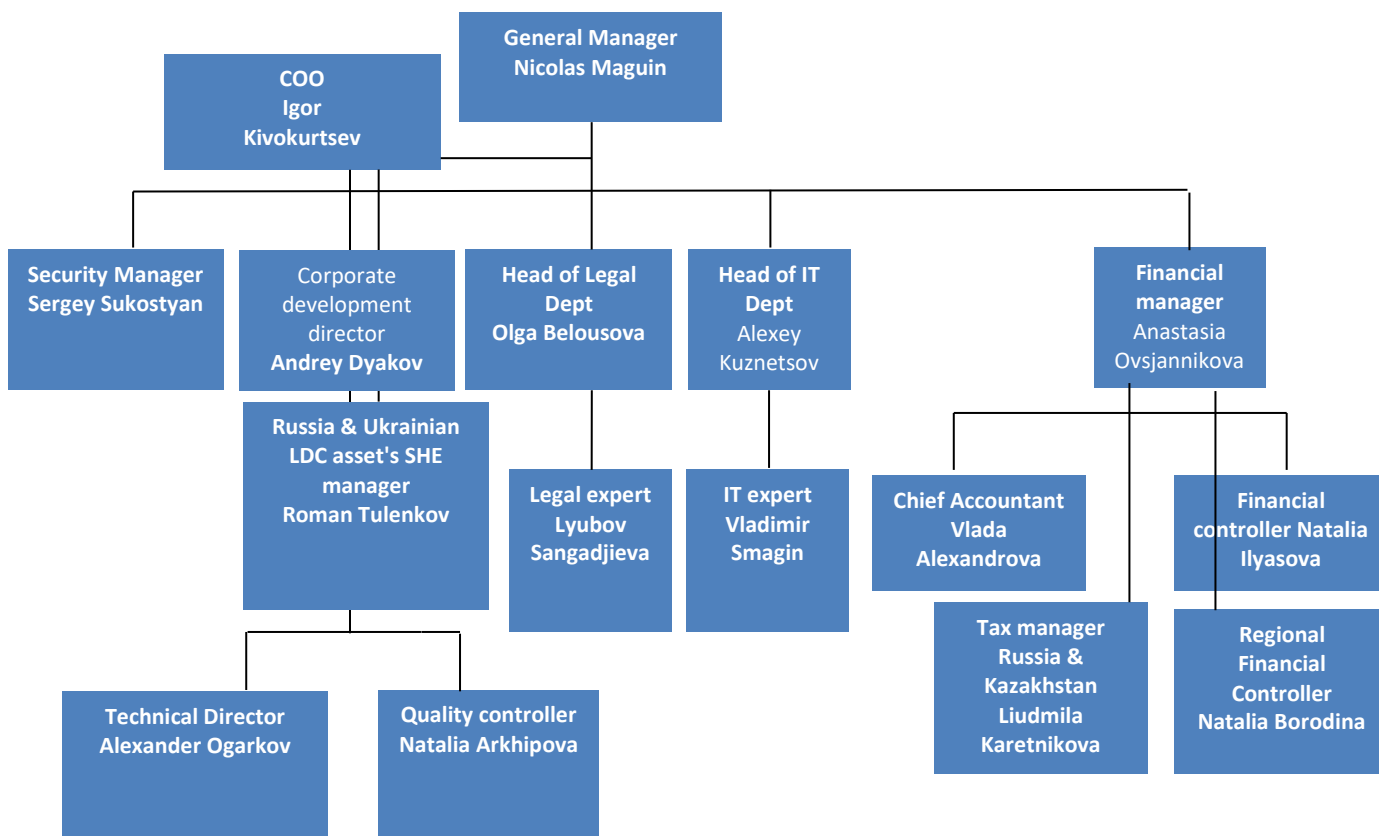 General Manager
Nicolas Maguin
COO
Igor
Kivokurtsev
Security Manager
Sergey Sukostyan
Corporate
development
director
Andrey Dyakov
Head of Legal
Dept
Olga Belousova
Head of IT
Dept
Alexey
Kuznetsov
Financial
manager
Anastasia
Ovsjannikova
Russia & Ukrainian
LDC asset's SHE
manager
Roman Tulenkov
Legal expert
Lyubov
Sangadjieva
IT expert
Vladimir
Smagin
Chief Accountant
Vlada
Alexandrova
Financial
controller Natalia
Ilyasova
Tax manager
Russia &
Kazakhstan
Liudmila
Karetnikova
Regional
Financial
Controller
Natalia Borodina
Technical Director
Alexander Ogarkov
Quality controller
Natalia Arkhipova